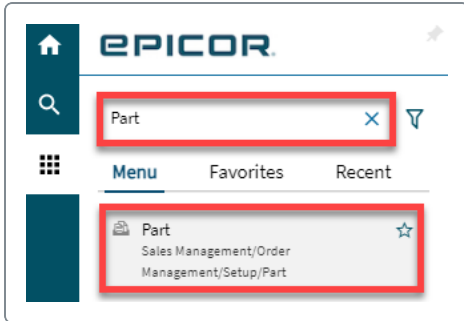 EPICOR
Part
Menu Favorites Recent
Part
Sales Management/Order
Management/Setup/Part